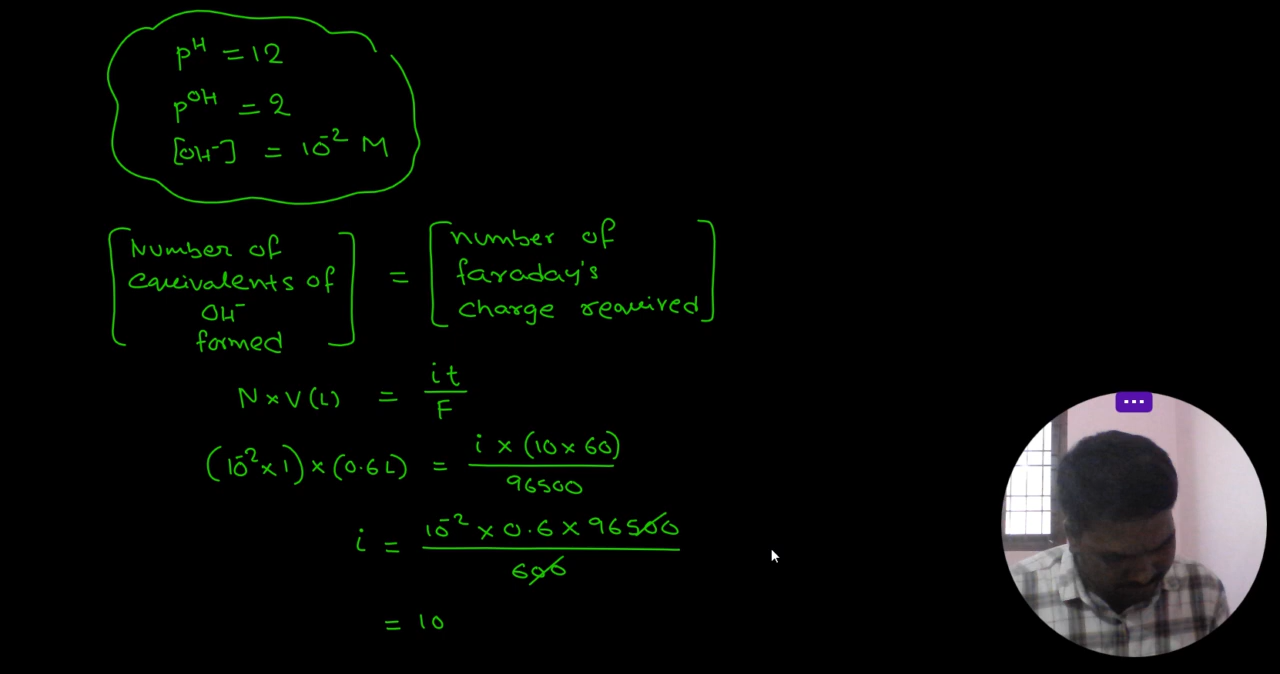 pH = 12
pOH = 2
[OH⁻] = 10⁻² M
[Number of equivalents of OH⁻ formed] = [number of faraday's charge required]
N × V(L) = it/F
(10⁻² × 1) × (0.6 L) = i × (10 × 60)/96500
i = 10⁻² × 0.6 × 96500/600
= 10